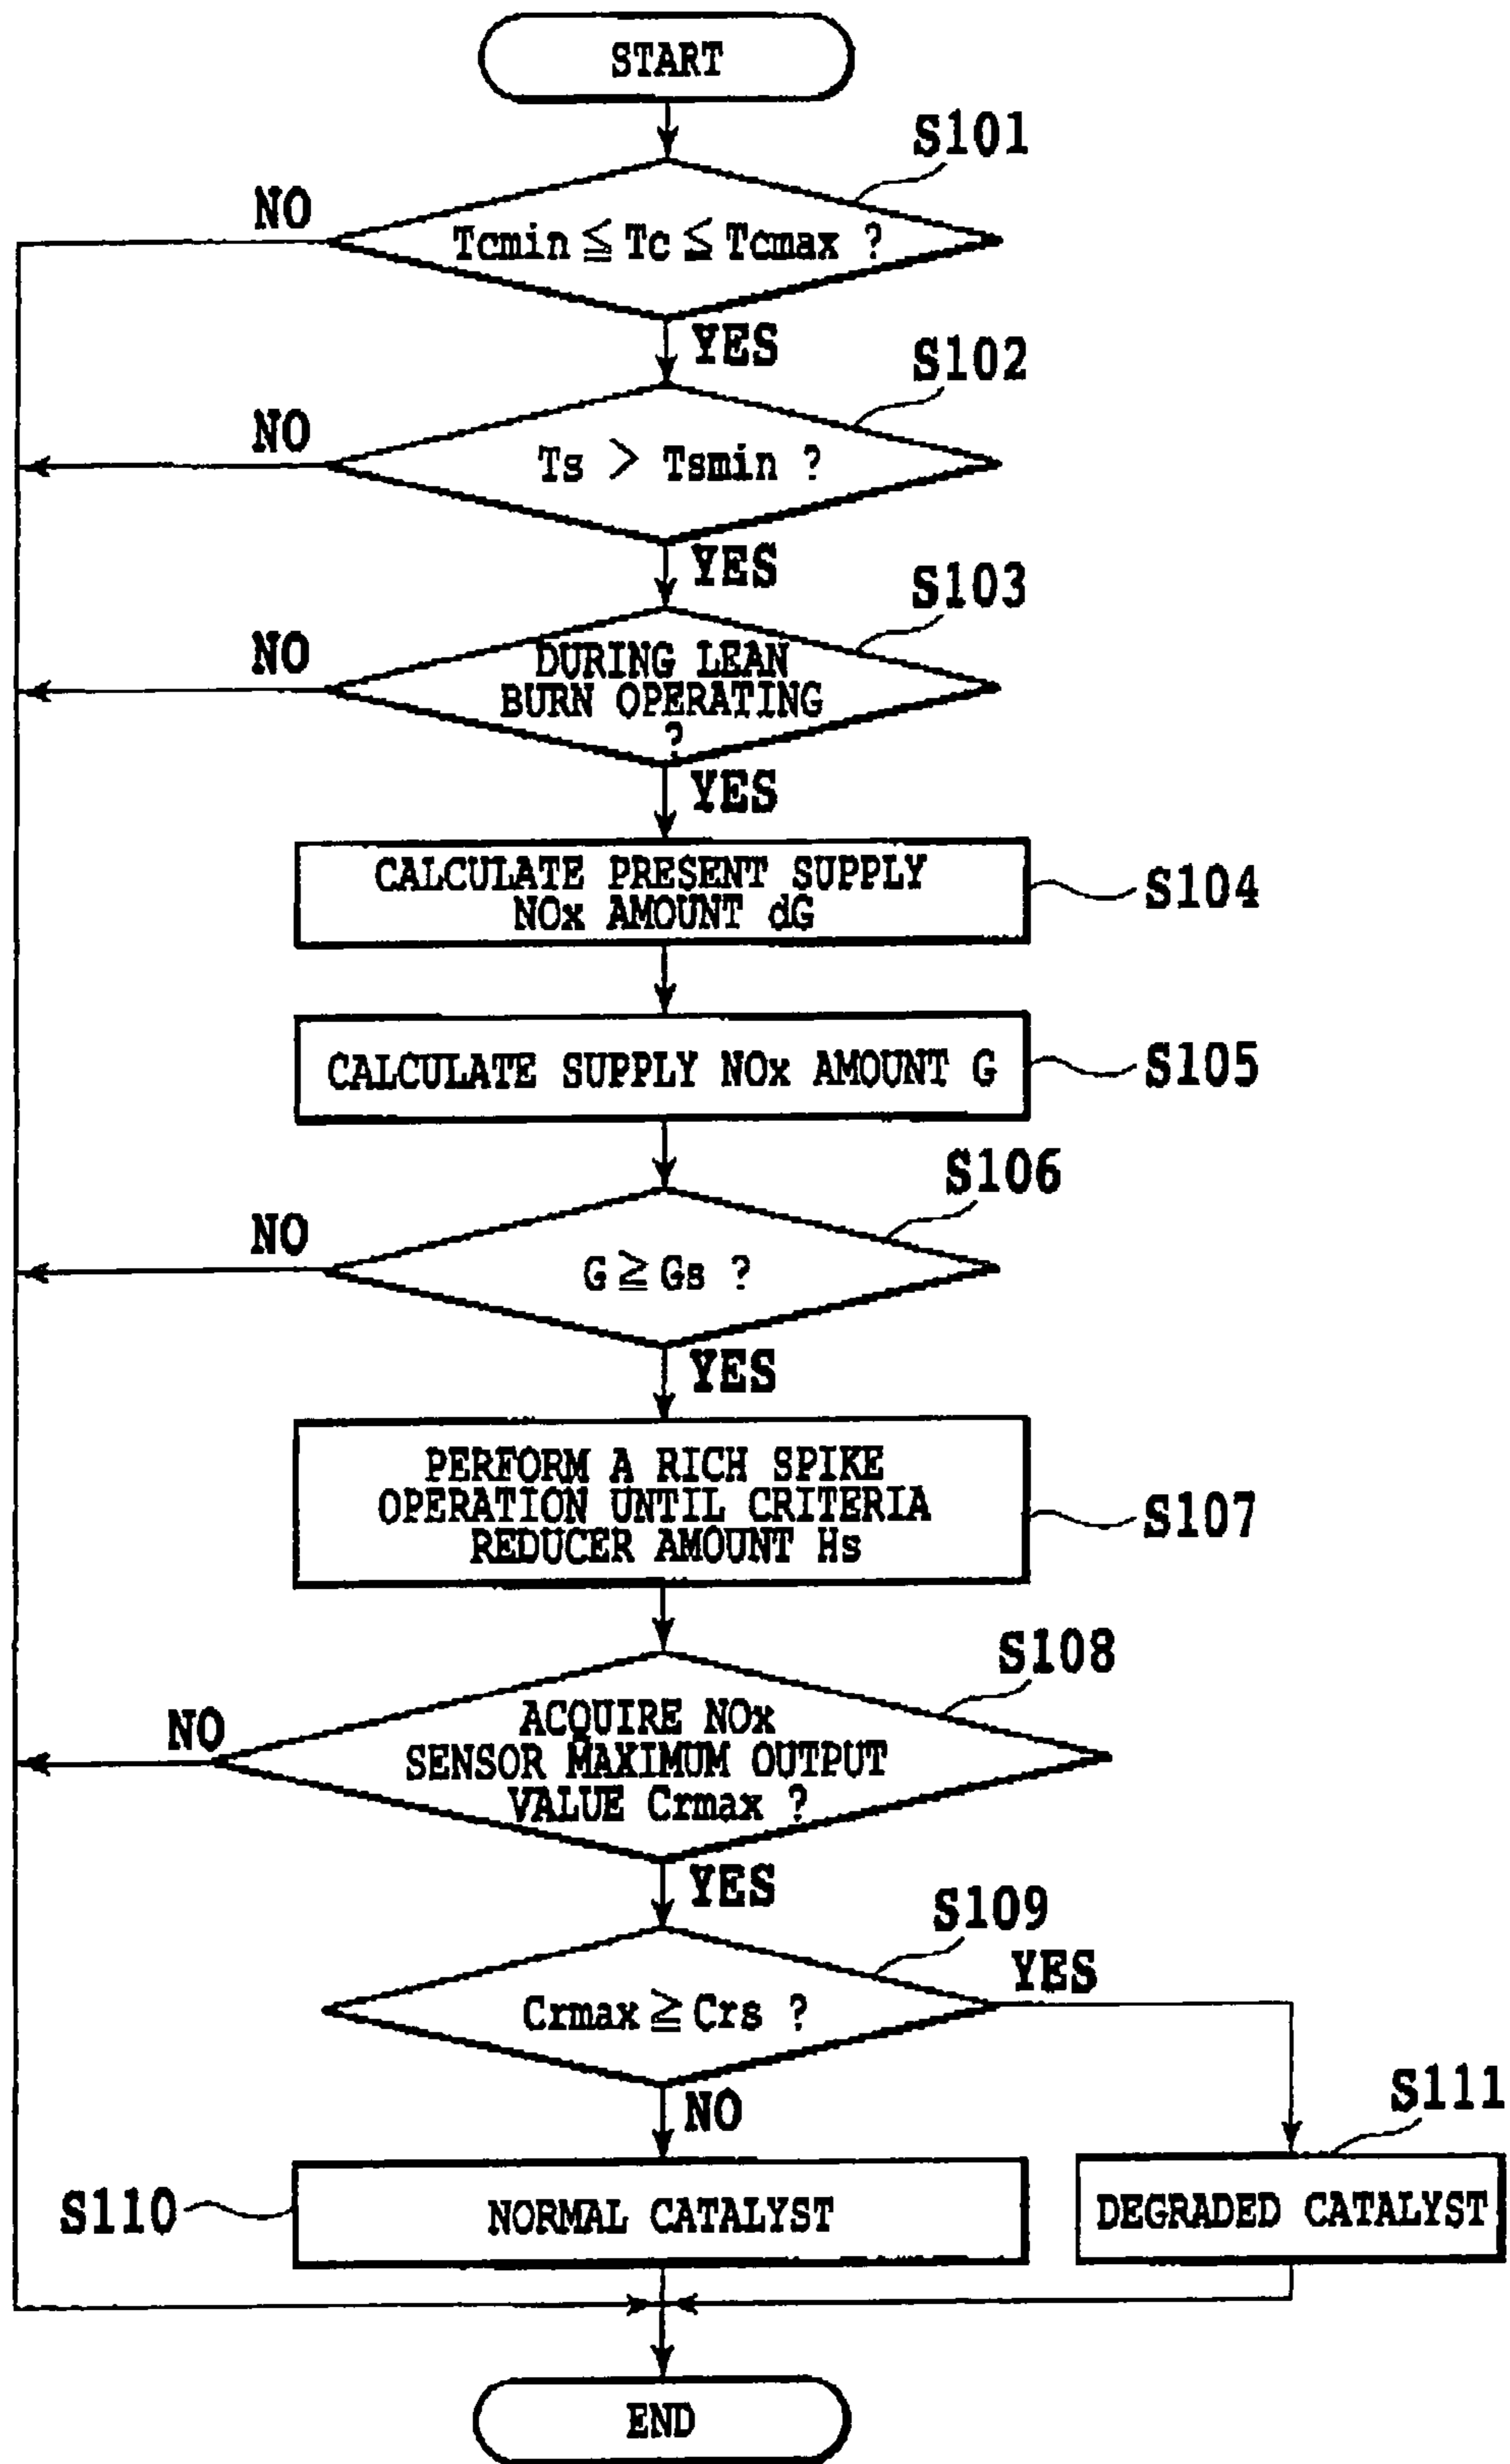 START
S101
NO
Tcmin ≦ Tc ≦ Tcmax ?
YES
S102
NO
Ts > Tsmin ?
YES
S103
NO
DURING LEAN
BURN OPERATING
?
YES
CALCULATE PRESENT SUPPLY
NOx AMOUNT dG
S104
CALCULATE SUPPLY NOx AMOUNT G
S105
S106
NO
G ≧ Gs ?
YES
PERFORM A RICH SPIKE
OPERATION UNTIL CRITERIA
REDUCER AMOUNT Hs
S107
S108
NO
ACQUIRE NOx
SENSOR MAXIMUM OUTPUT
VALUE Crmax ?
YES
S109
YES
Crmax ≧ Crs ?
NO
S111
S110
NORMAL CATALYST
DEGRADED CATALYST
END